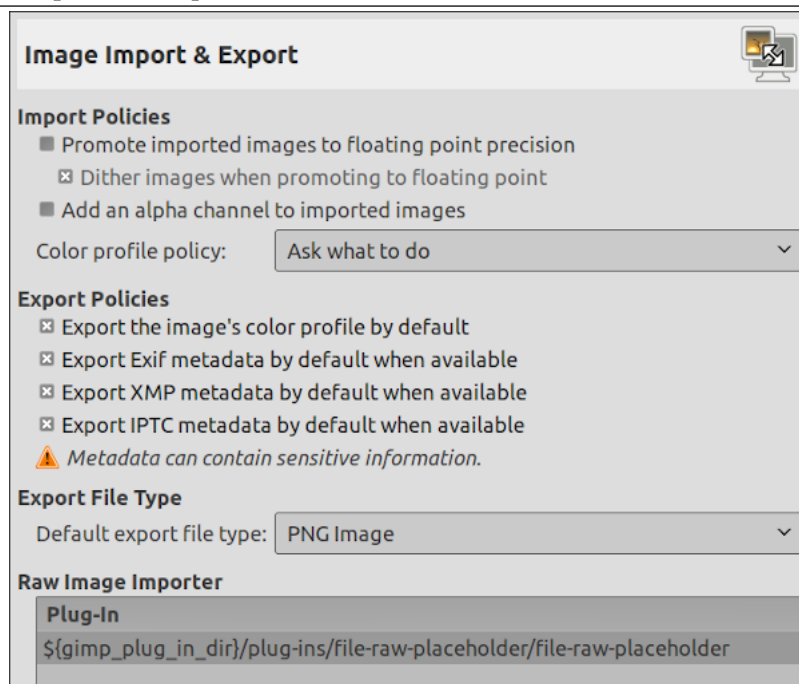 Image Import & Export
Import Policies
Promote imported images to floating point precision
Dither images when promoting to floating point
Add an alpha channel to imported images
Color profile policy: Ask what to do
Export Policies
Export the image's color profile by default
Export Exif metadata by default when available
Export XMP metadata by default when available
Export IPTC metadata by default when available
Metadata can contain sensitive information.
Export File Type
Default export file type: PNG Image
Raw Image Importer
Plug-In
${gimp_plug_in_dir}/plug-ins/file-raw-placeholder/file-raw-placeholder